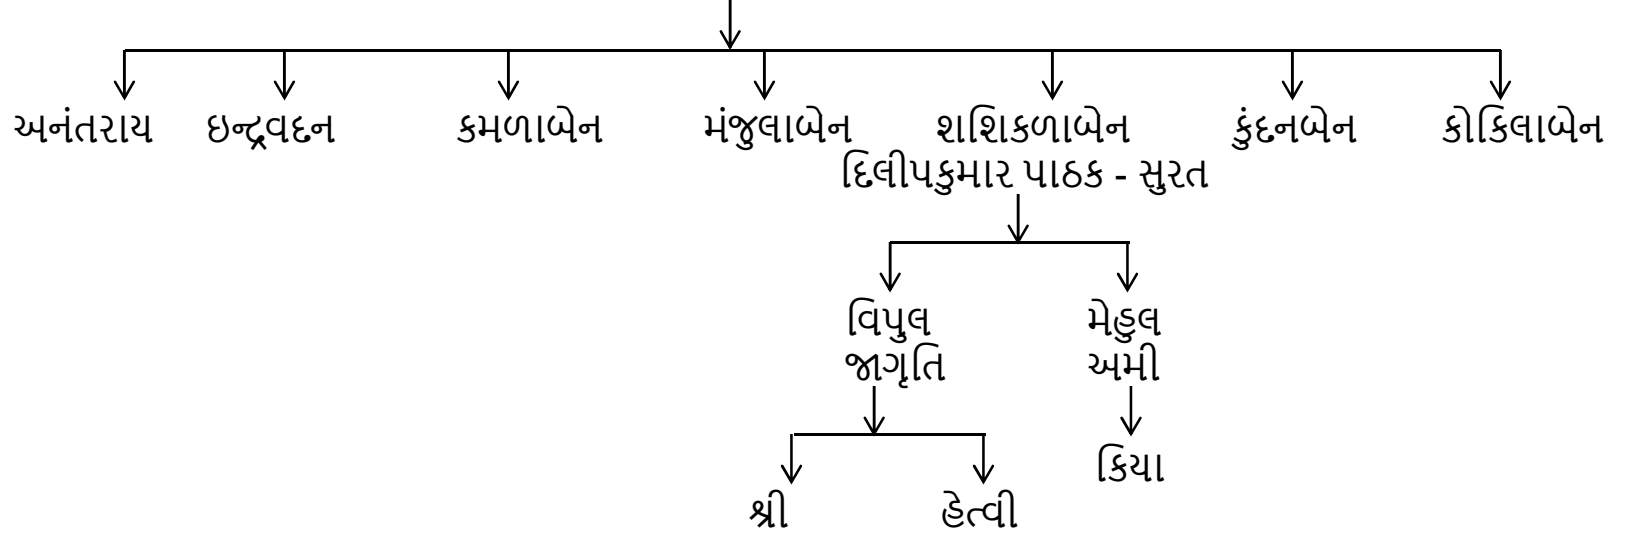 અનંતરાય ઇન્દ્રવદન કમળાબેન મંજુલાબેન શશિકળાબેન કુંદનબેન કોકિલાબેન
દિલીપકુમાર પાઠક - સુરત
વિપુલ મેહુલ
જાગૃતિ અમી
કિયા
શ્રી હેત્વી